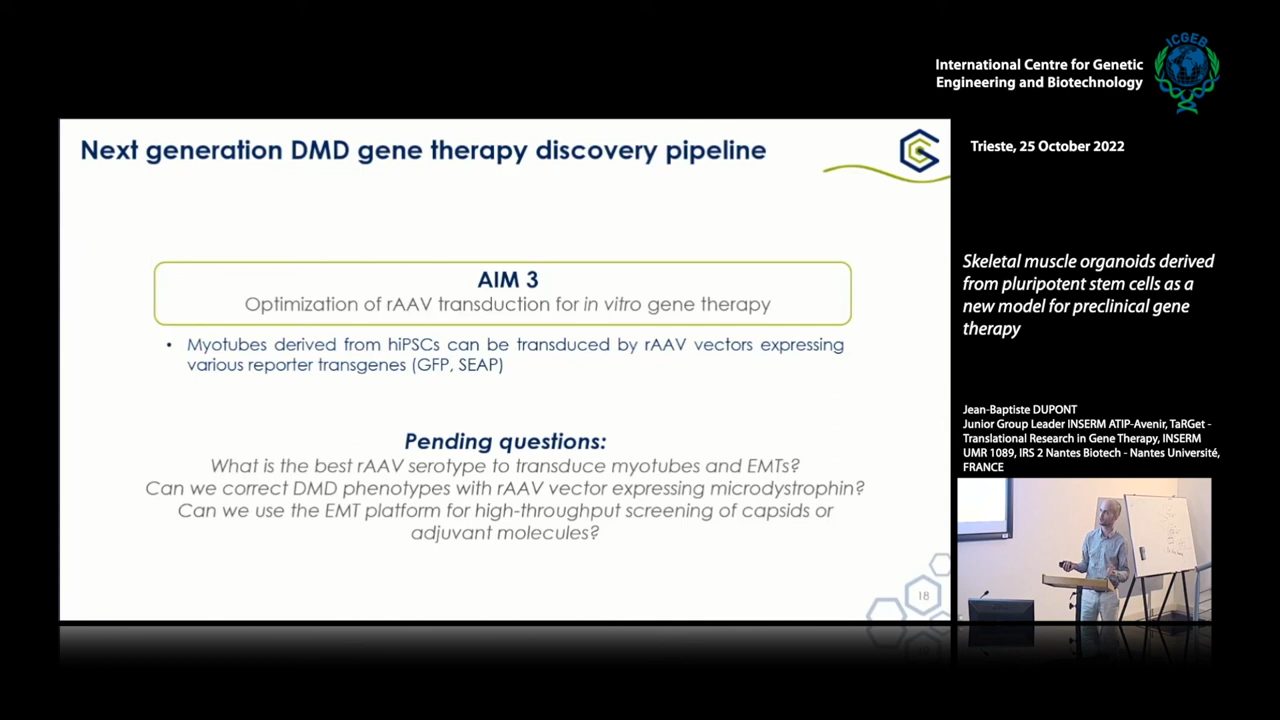 ICGEB
International Centre for Genetic
Engineering and Biotechnology
Trieste, 25 October 2022
Next generation DMD gene therapy discovery pipeline
AIM 3
Optimization of rAAV transduction for in vitro gene therapy
• Myotubes derived from hiPSCs can be transduced by rAAV vectors expressing
various reporter transgenes (GFP, SEAP)
Pending questions:
What is the best rAAV serotype to transduce myotubes and EMTs?
Can we correct DMD phenotypes with rAAV vector expressing microdystrophin?
Can we use the EMT platform for high-throughput screening of capsids or
adjuvant molecules?
18
Skeletal muscle organoids derived
from pluripotent stem cells as a
new model for preclinical gene
therapy
Jean-Baptiste DUPONT
Junior Group Leader INSERM ATIP-Avenir, TaRGet -
Translational Research in Gene Therapy, INSERM
UMR 1089, IRS 2 Nantes Biotech - Nantes Université,
FRANCE